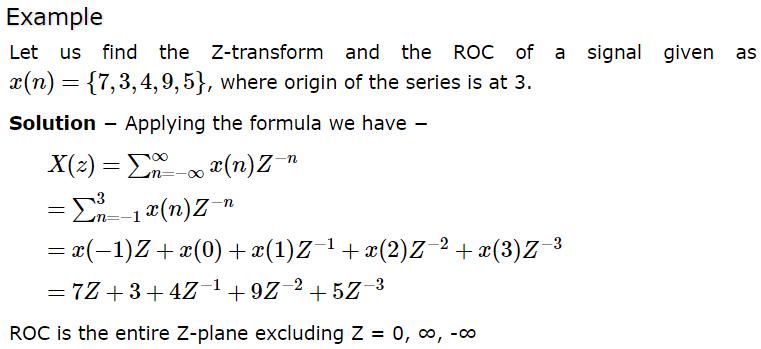 Example
Let us find the Z-transform and the ROC of a signal given as
x(n) = {7, 3, 4, 9, 5}, where origin of the series is at 3.
Solution − Applying the formula we have −
X(z) = ∑_{n=−∞}^{∞} x(n)Z^{−n}
= ∑_{n=−1}^{3} x(n)Z^{−n}
= x(−1)Z + x(0) + x(1)Z^{−1} + x(2)Z^{−2} + x(3)Z^{−3}
= 7Z + 3 + 4Z^{−1} + 9Z^{−2} + 5Z^{−3}
ROC is the entire Z-plane excluding Z = 0, ∞, -∞